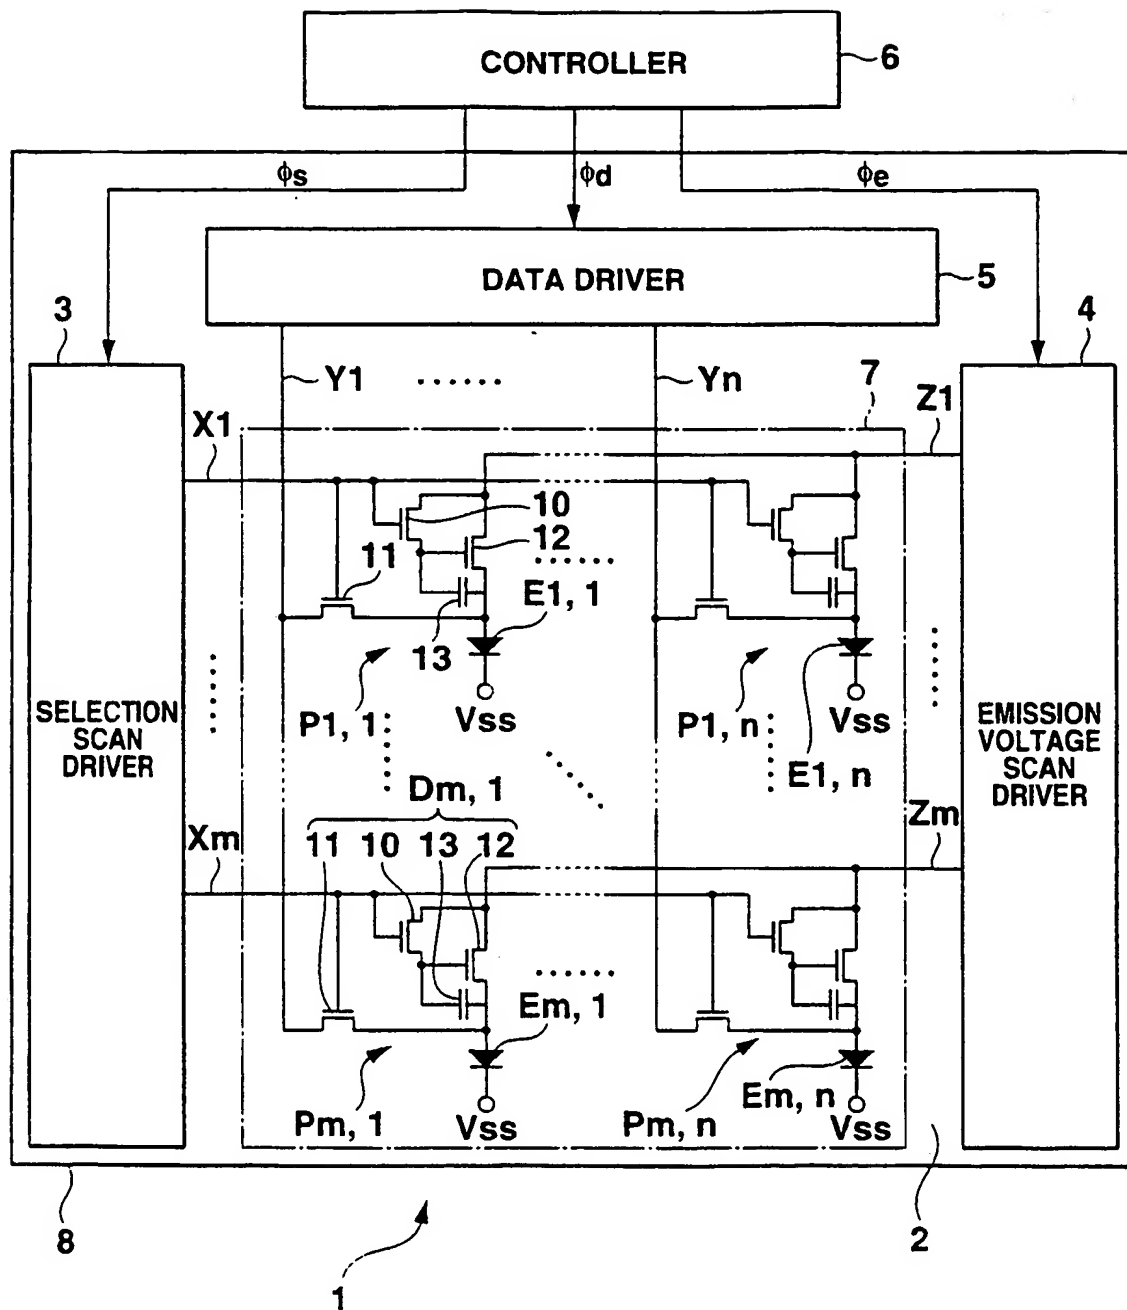 CONTROLLER
6
ϕs
ϕd
ϕe
DATA DRIVER
5
3
4
Y1
Yn
7
Z1
X1
10
12
11
E1, 1
13
P1, 1
Vss
P1, n
Vss
E1, n
SELECTION
SCAN
DRIVER
EMISSION
VOLTAGE
SCAN
DRIVER
Dm, 1
Xm
11
10
13
12
Zm
Em, 1
Em, n
Pm, 1
Vss
Pm, n
Vss
8
2
1